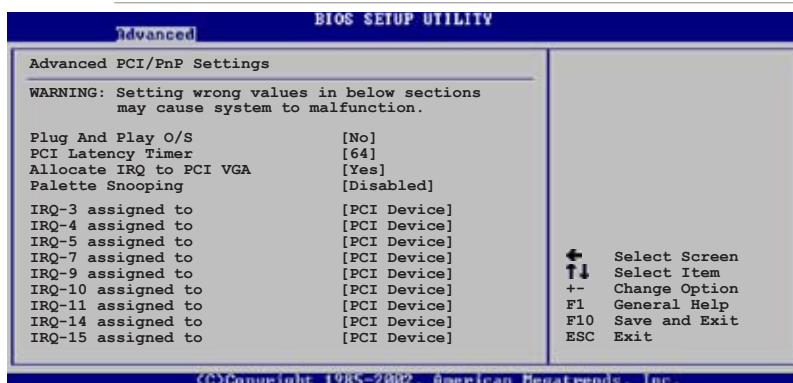 BIOS SETUP UTILITY
Advanced
Advanced PCI/PnP Settings
WARNING: Setting wrong values in below sections
may cause system to malfunction.
Plug And Play O/S [No]
PCI Latency Timer [64]
Allocate IRQ to PCI VGA [Yes]
Palette Snooping [Disabled]
IRQ-3 assigned to [PCI Device]
IRQ-4 assigned to [PCI Device]
IRQ-5 assigned to [PCI Device]
IRQ-7 assigned to [PCI Device]
IRQ-9 assigned to [PCI Device]
IRQ-10 assigned to [PCI Device]
IRQ-11 assigned to [PCI Device]
IRQ-14 assigned to [PCI Device]
IRQ-15 assigned to [PCI Device]
← Select Screen
↑↓ Select Item
+- Change Option
F1 General Help
F10 Save and Exit
ESC Exit
(C)Copyright 1985-2002, American Megatrends, Inc.